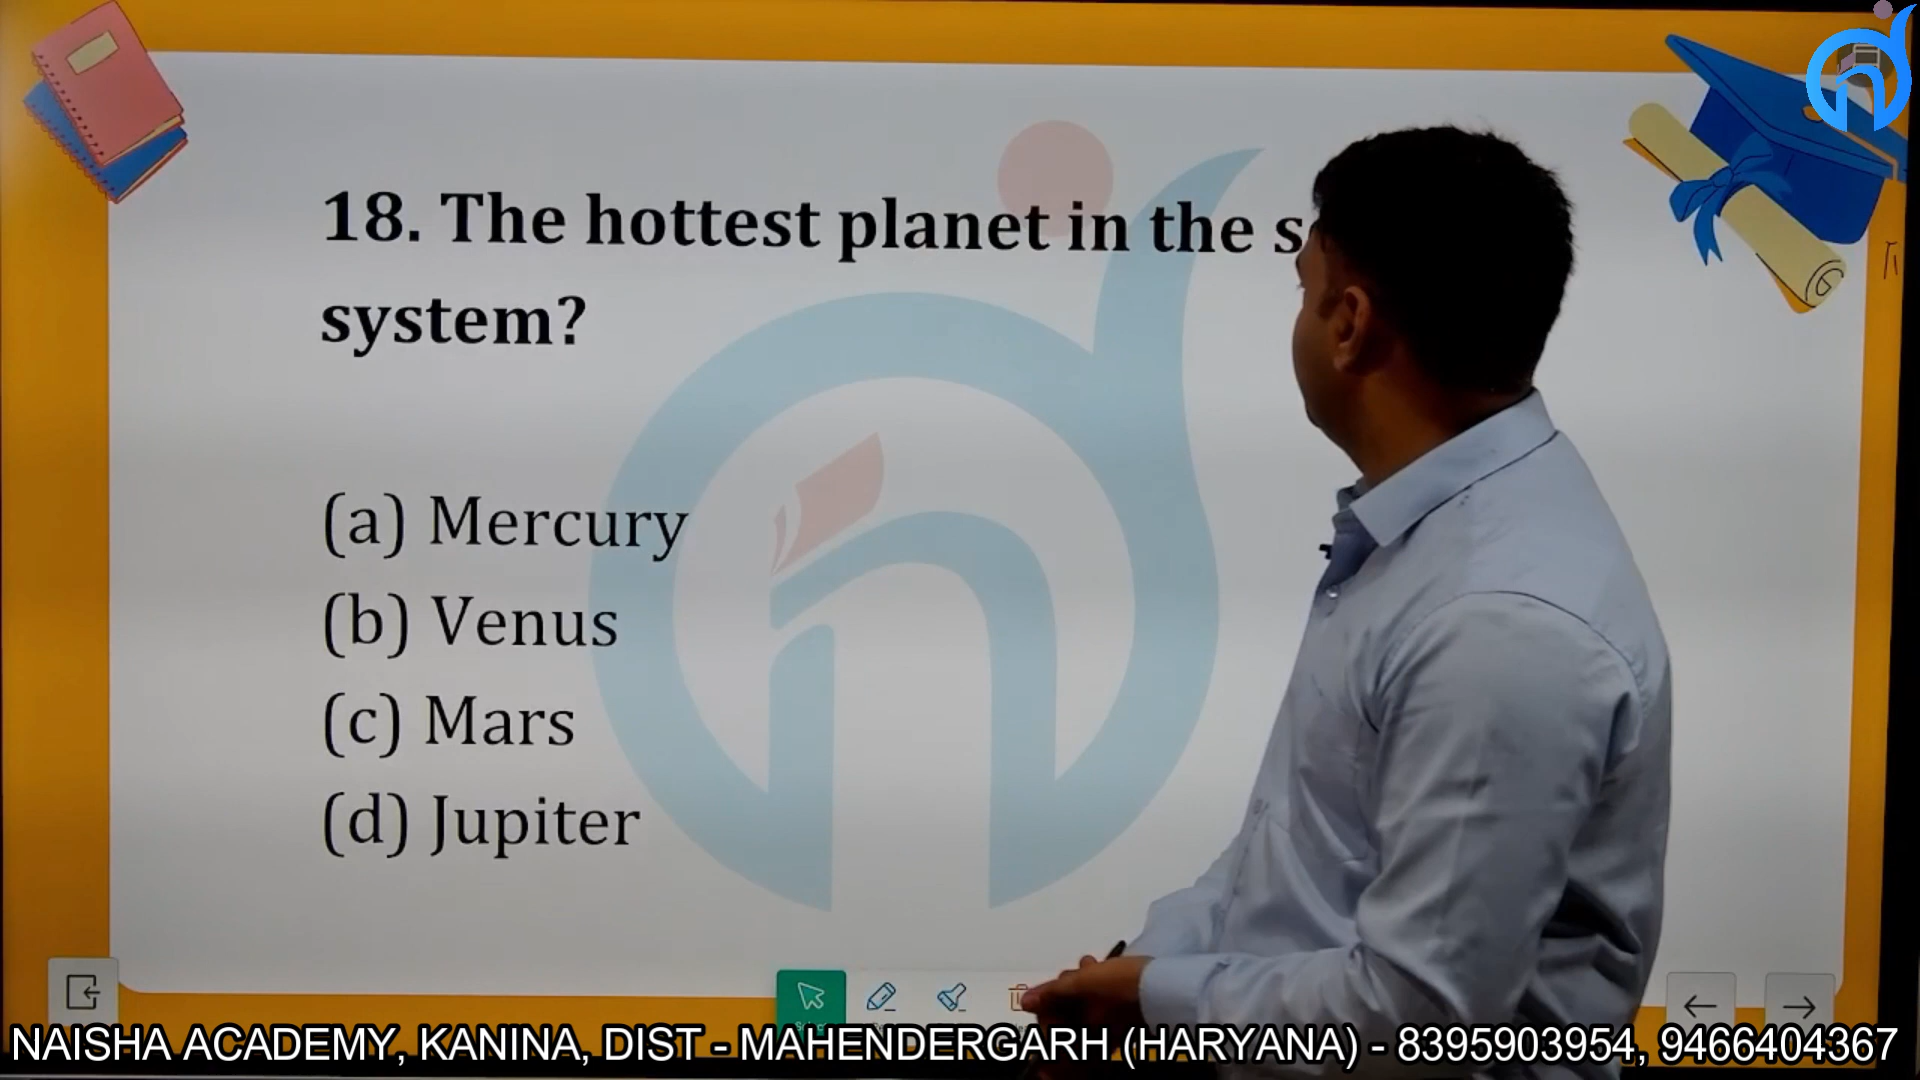 18. The hottest planet in the
system?
(a) Mercury
(b) Venus
(c) Mars
(d) Jupiter
NAISHA ACADEMY, KANINA, DIST - MAHENDERGARH (HARYANA) - 8395903954, 9466404367